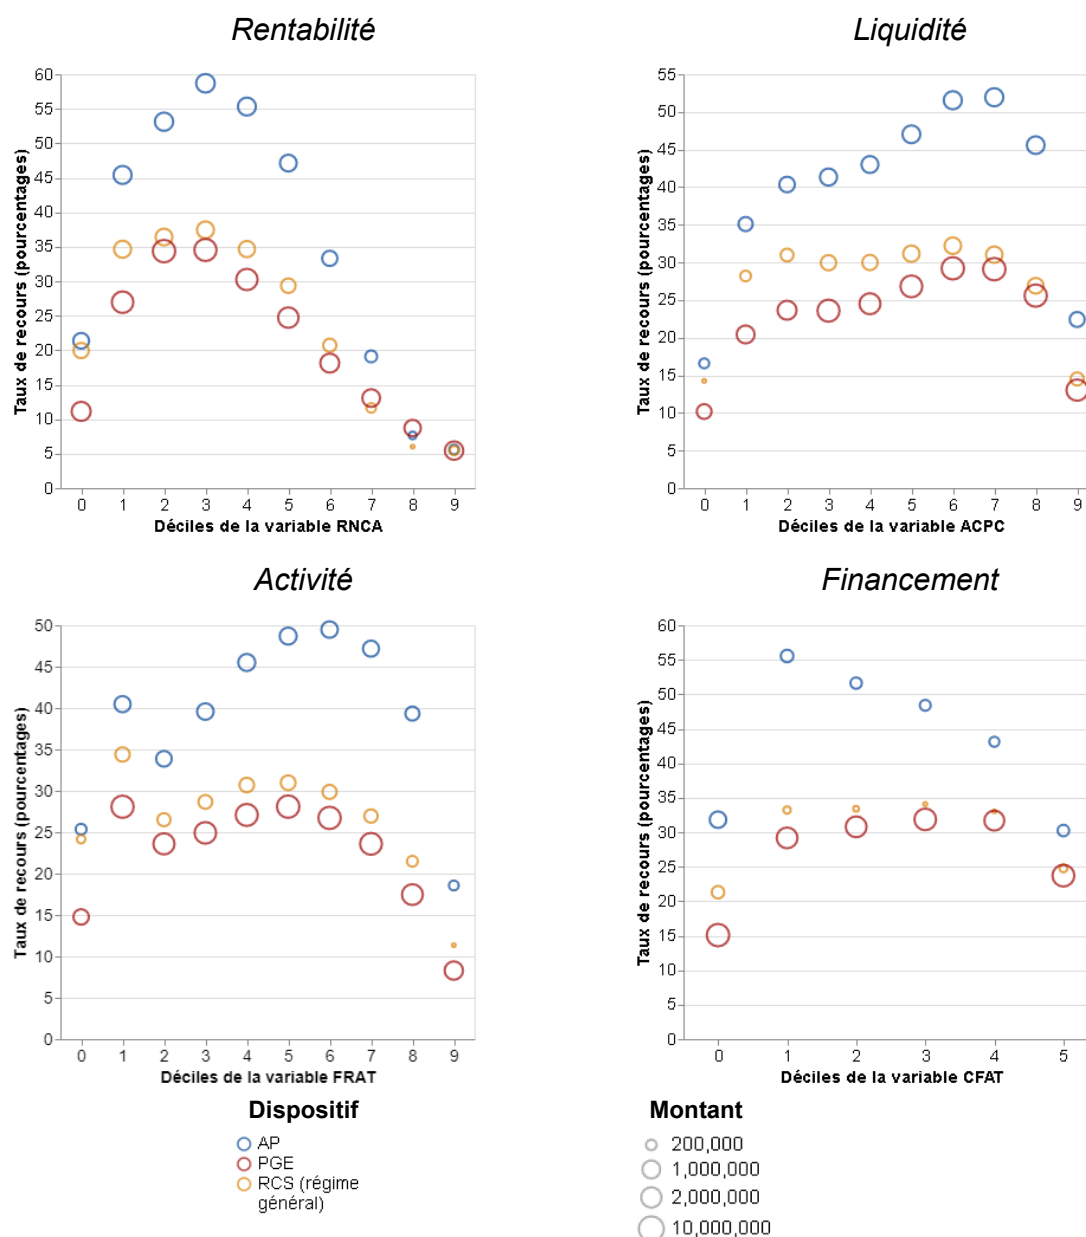 Rentabilité
Taux de recours (pourcentages)
60
55
50
45
40
35
30
25
20
15
10
5
0
0 1 2 3 4 5 6 7 8 9
Déciles de la variable RNCA
Liquidité
Taux de recours (pourcentages)
55
50
45
40
35
30
25
20
15
10
5
0
0 1 2 3 4 5 6 7 8 9
Déciles de la variable ACPC
Activité
Taux de recours (pourcentages)
50
45
40
35
30
25
20
15
10
5
0
0 1 2 3 4 5 6 7 8 9
Déciles de la variable FRAT
Financement
Taux de recours (pourcentages)
60
55
50
45
40
35
30
25
20
15
10
5
0
0 1 2 3 4 5
Déciles de la variable CFAT
Dispositif
AP
PGE
RCS (régime
général)
Montant
200,000
1,000,000
2,000,000
10,000,000